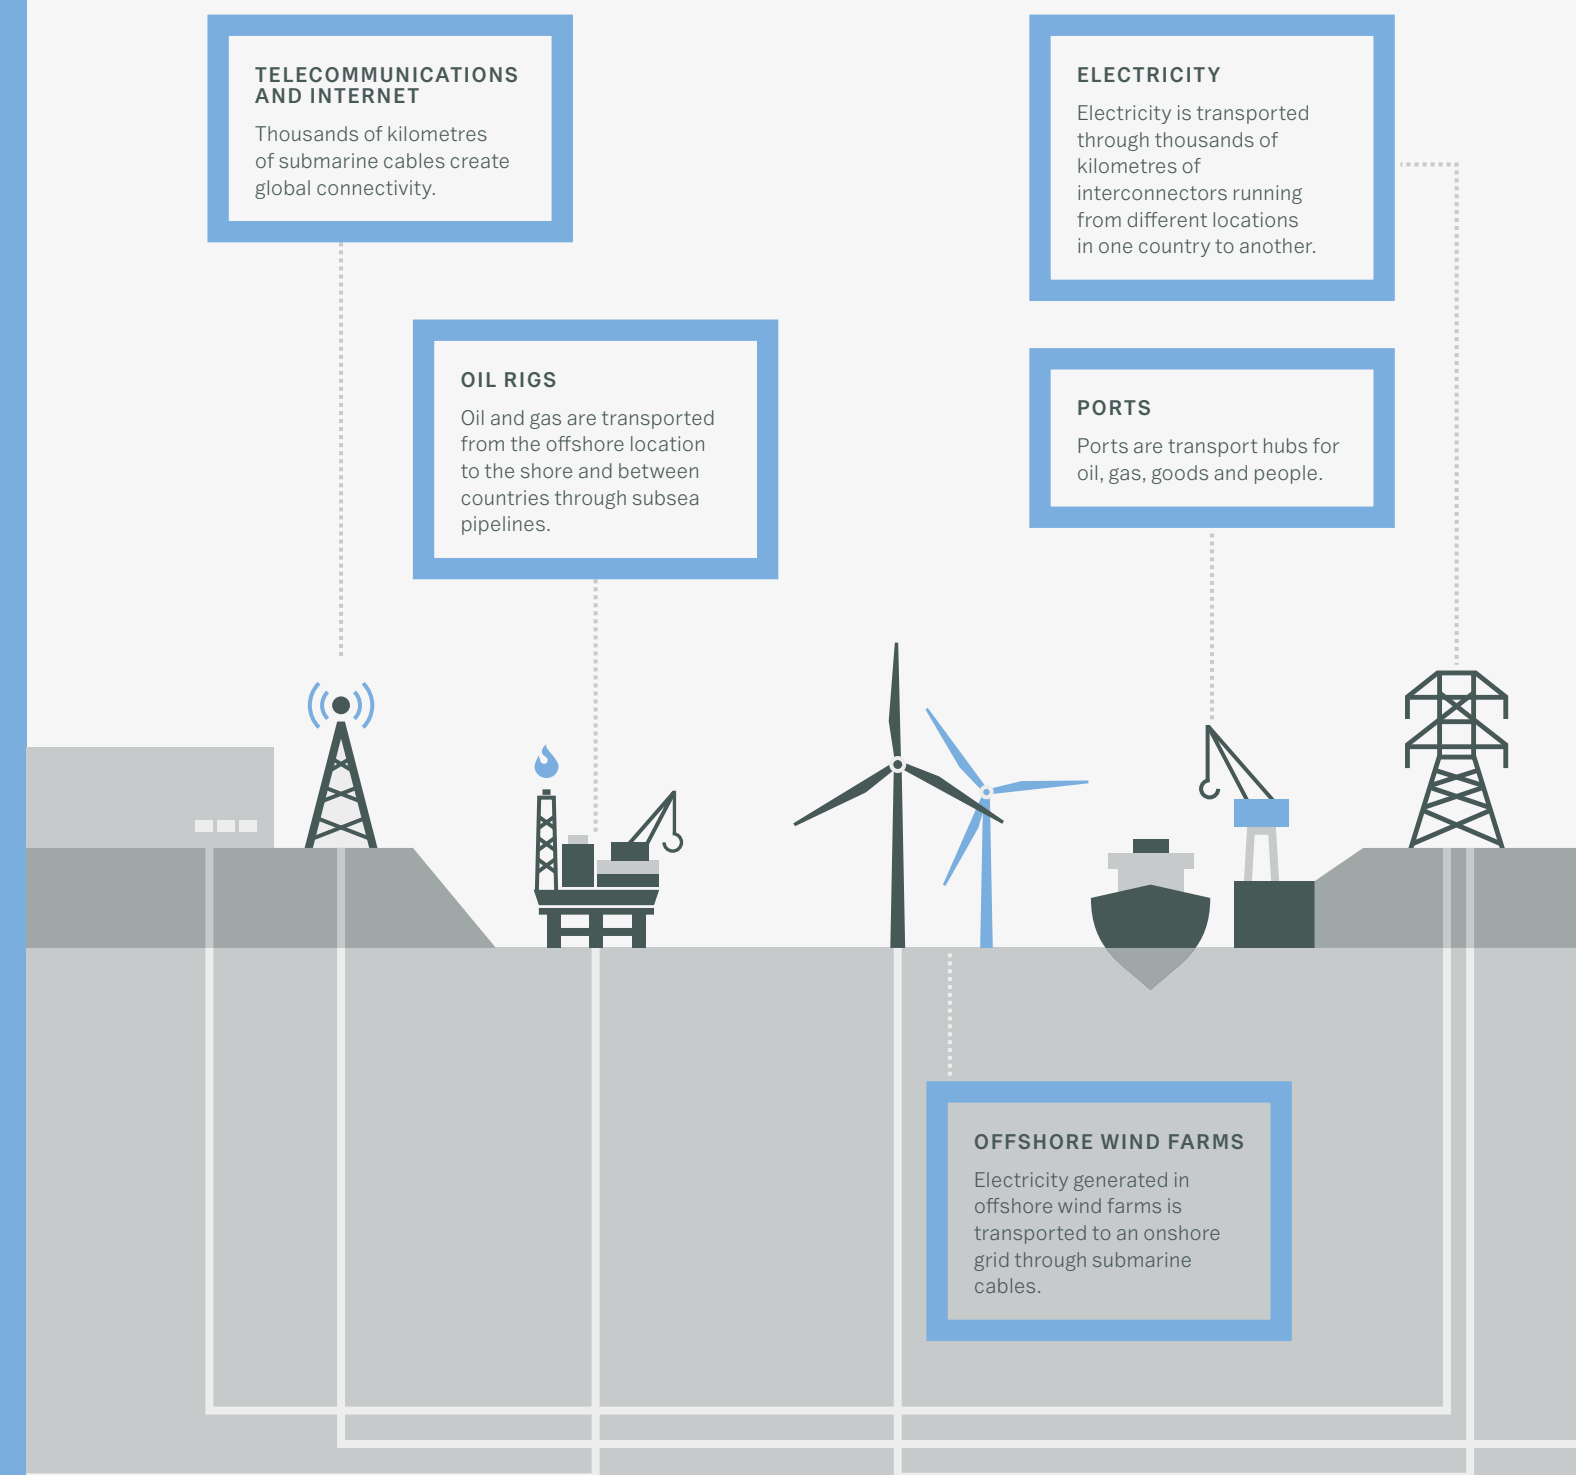 TELECOMMUNICATIONS
AND INTERNET
Thousands of kilometres
of submarine cables create
global connectivity.
ELECTRICITY
Electricity is transported
through thousands of
kilometres of
interconnectors running
from different locations
in one country to another.
OIL RIGS
Oil and gas are transported
from the offshore location
to the shore and between
countries through subsea
pipelines.
PORTS
Ports are transport hubs for
oil, gas, goods and people.
OFFSHORE WIND FARMS
Electricity generated in
offshore wind farms is
transported to an onshore
grid through submarine
cables.